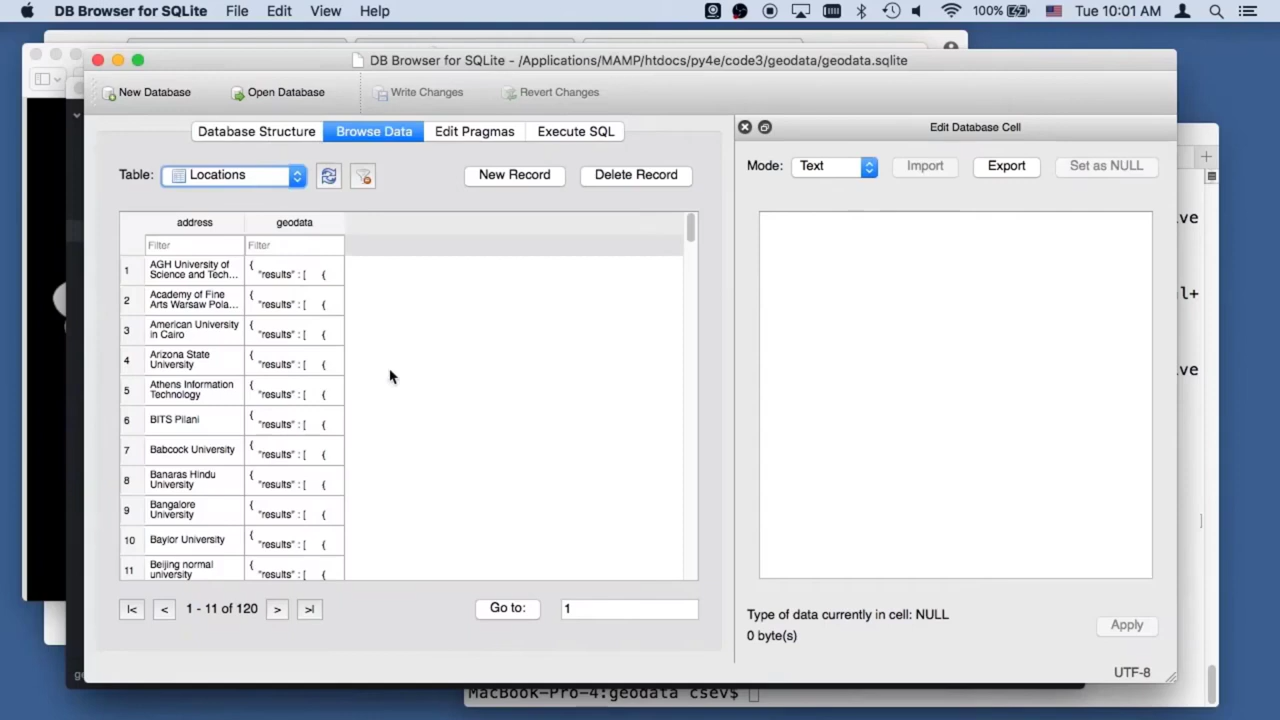 DB Browser for SQLite File Edit View Help 100% Tue 10:01 AM
DB Browser for SQLite - /Applications/MAMP/htdocs/py4e/code3/geodata/geodata.sqlite
New Database Open Database Write Changes Revert Changes
Database Structure Browse Data Edit Pragmas Execute SQL
Table: Locations New Record Delete Record
address geodata
Filter Filter
1 AGH University of
Science and Tech... { "results" : [ {
2 Academy of Fine
Arts Warsaw Pola... { "results" : [ {
3 American University
in Cairo { "results" : [ {
4 Arizona State
University { "results" : [ {
5 Athens Information
Technology { "results" : [ {
6 BITS Pilani { "results" : [ {
7 Babcock University { "results" : [ {
8 Banaras Hindu
University { "results" : [ {
9 Bangalore
University { "results" : [ {
10 Baylor University { "results" : [ {
11 Beijing normal
university { "results" : [ {
|< < 1 - 11 of 120 > >| Go to: 1
Edit Database Cell
Mode: Text Import Export Set as NULL
Type of data currently in cell: NULL
0 byte(s)
Apply
UTF-8
ve
l+
ve
]
ge
MacBook-Pro-4:geodata csev$